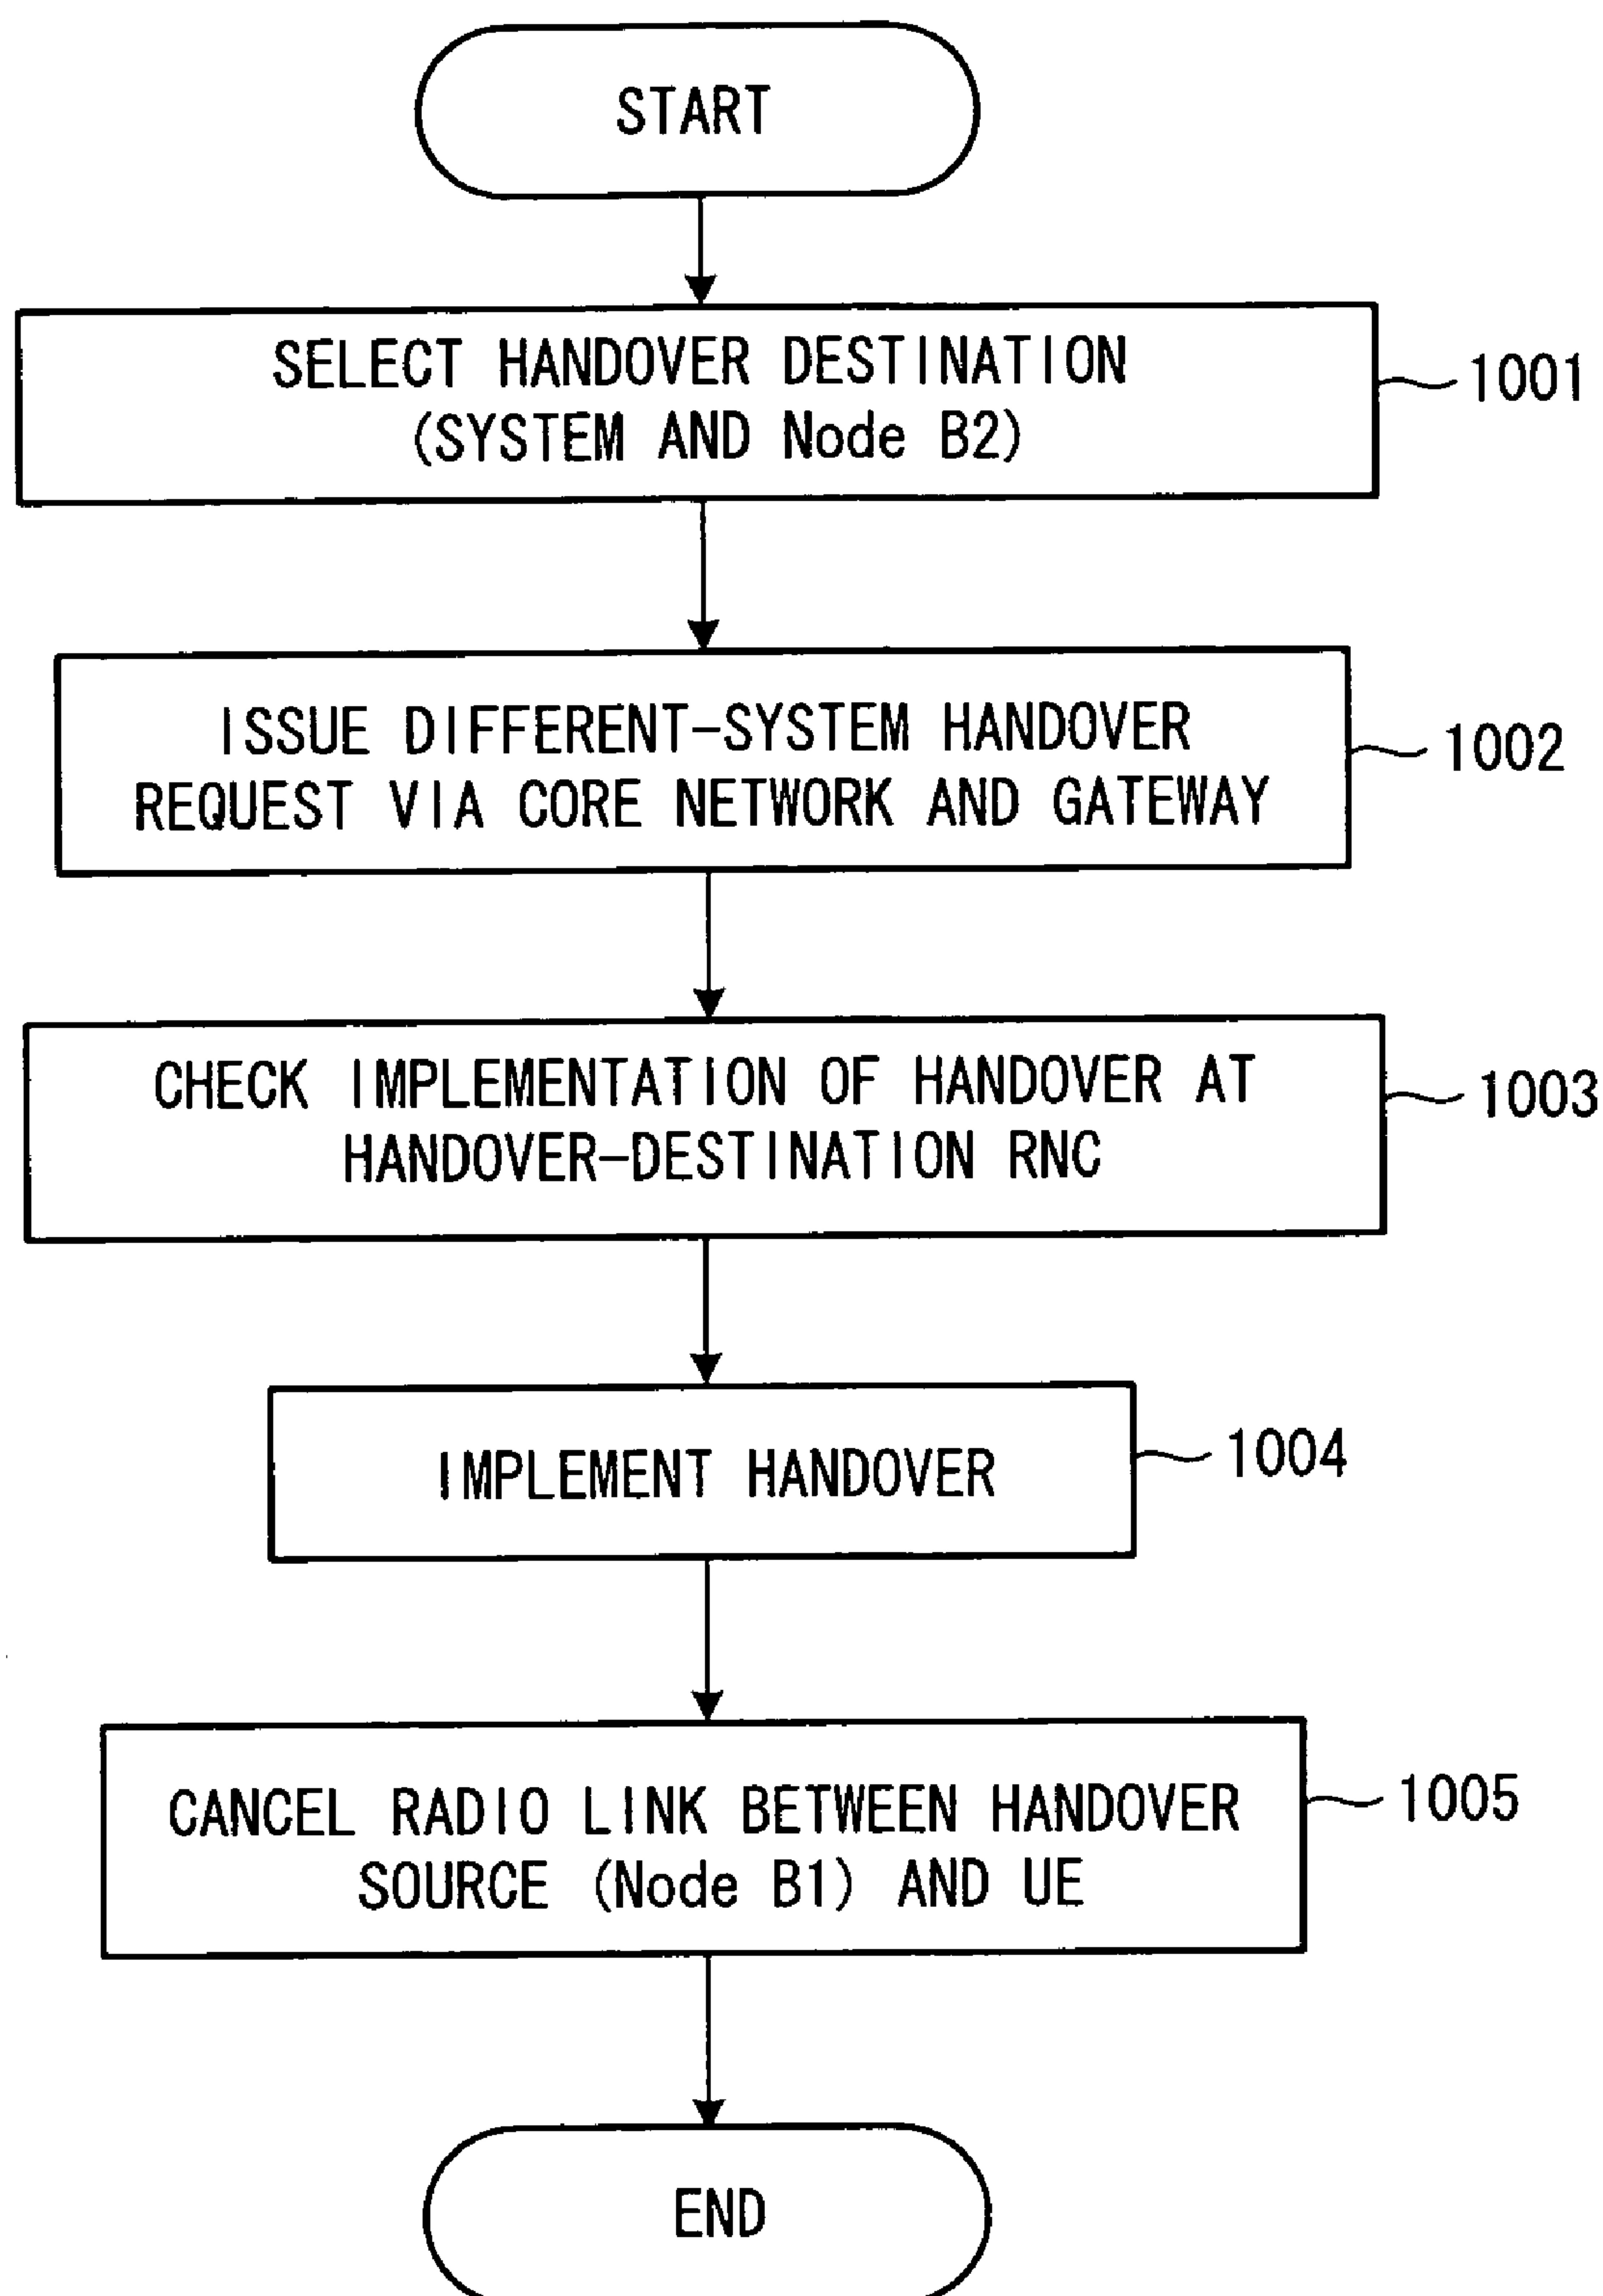 START
SELECT HANDOVER DESTINATION
(SYSTEM AND Node B2)
1001
ISSUE DIFFERENT-SYSTEM HANDOVER
REQUEST VIA CORE NETWORK AND GATEWAY
1002
CHECK IMPLEMENTATION OF HANDOVER AT
HANDOVER-DESTINATION RNC
1003
IMPLEMENT HANDOVER
1004
CANCEL RADIO LINK BETWEEN HANDOVER
SOURCE (Node B1) AND UE
1005
END